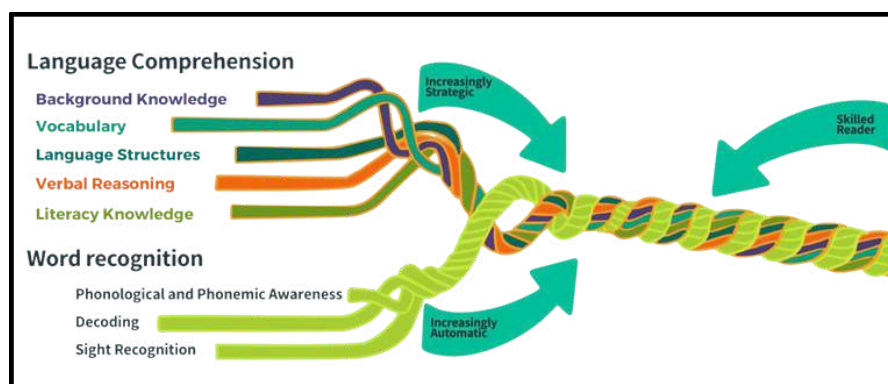 Language Comprehension
Background Knowledge
Vocabulary
Language Structures
Verbal Reasoning
Literacy Knowledge
Word recognition
Phonological and Phonemic Awareness
Decoding
Sight Recognition
Increasingly
Strategic
Increasingly
Automatic
Skilled
Reader